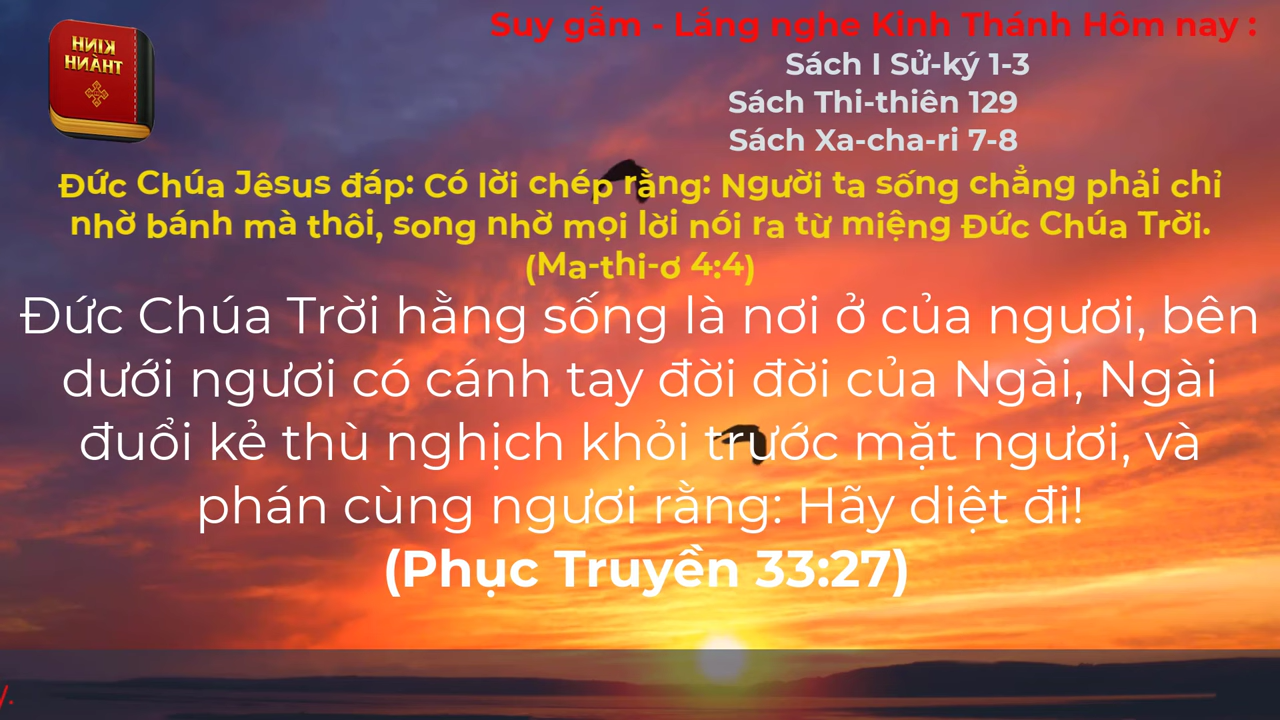 Suy gẫm - Lắng nghe Kinh Thánh Hôm nay :
KINH
THÁNH
Sách I Sử-ký 1-3
Sách Thi-thiên 129
Sách Xa-cha-ri 7-8
Đức Chúa Jêsus đáp: Có lời chép rằng: Người ta sống chẳng phải chỉ
nhờ bánh mà thôi, song nhờ mọi lời nói ra từ miệng Đức Chúa Trời.
(Ma-thi-ơ 4:4)
Đức Chúa Trời hằng sống là nơi ở của ngươi, bên
dưới ngươi có cánh tay đời đời của Ngài, Ngài
đuổi kẻ thù nghịch khỏi trước mặt ngươi, và
phán cùng ngươi rằng: Hãy diệt đi!
(Phục Truyền 33:27)